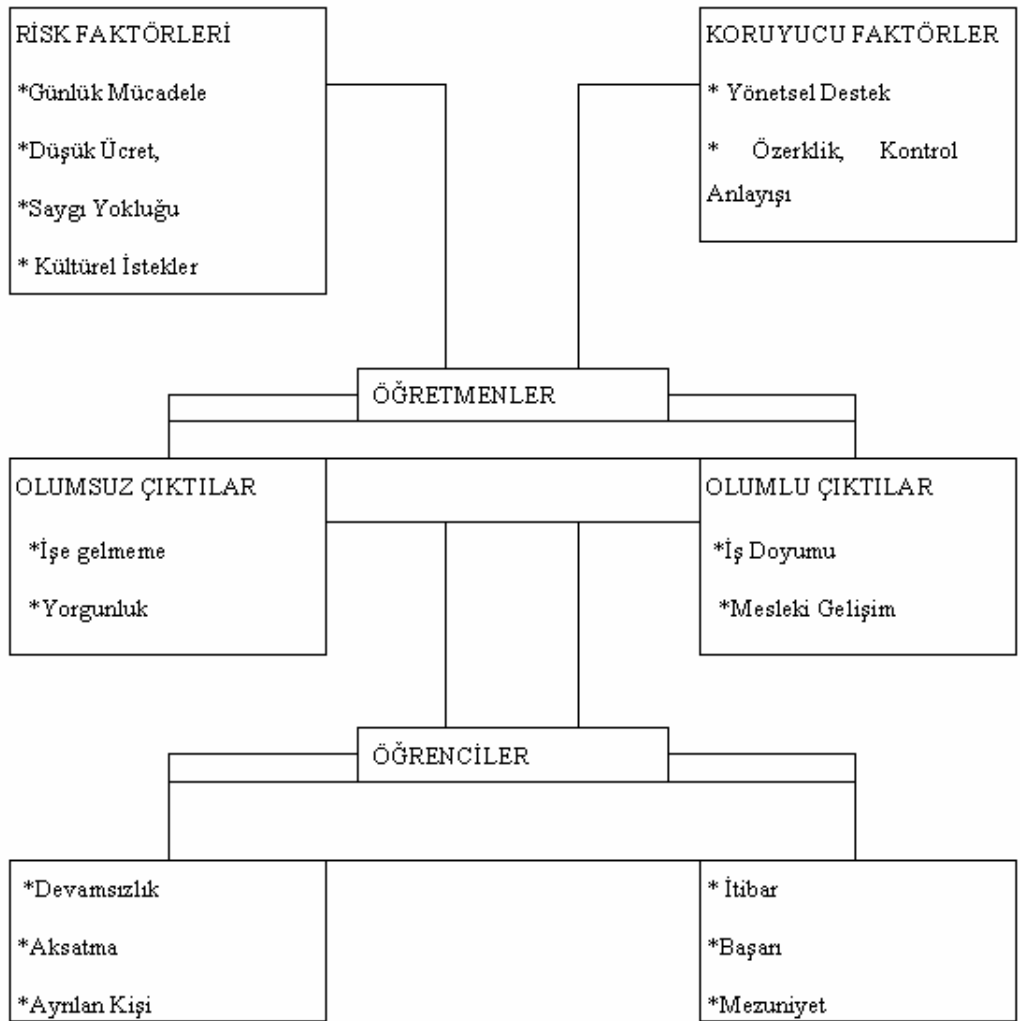 RİSK FAKTÖRLERİ
*Günlük Mücadele
*Düşük Ücret,
*Saygı Yokluğu
* Kültürel İstekler
KORUYUCU FAKTÖRLER
* Yönetsel Destek
* Özerklik, Kontrol
Anlayışı
ÖĞRETMENLER
OLUMSUZ ÇIKTILAR
*İşe gelmeme
*Yorgunluk
OLUMLU ÇIKTILAR
*İş Doyumu
*Mesleki Gelişim
ÖĞRENCİLER
*Devamsızlık
*Aksatma
*Ayrılan Kişi
* İtibar
*Başarı
*Mezuniyet